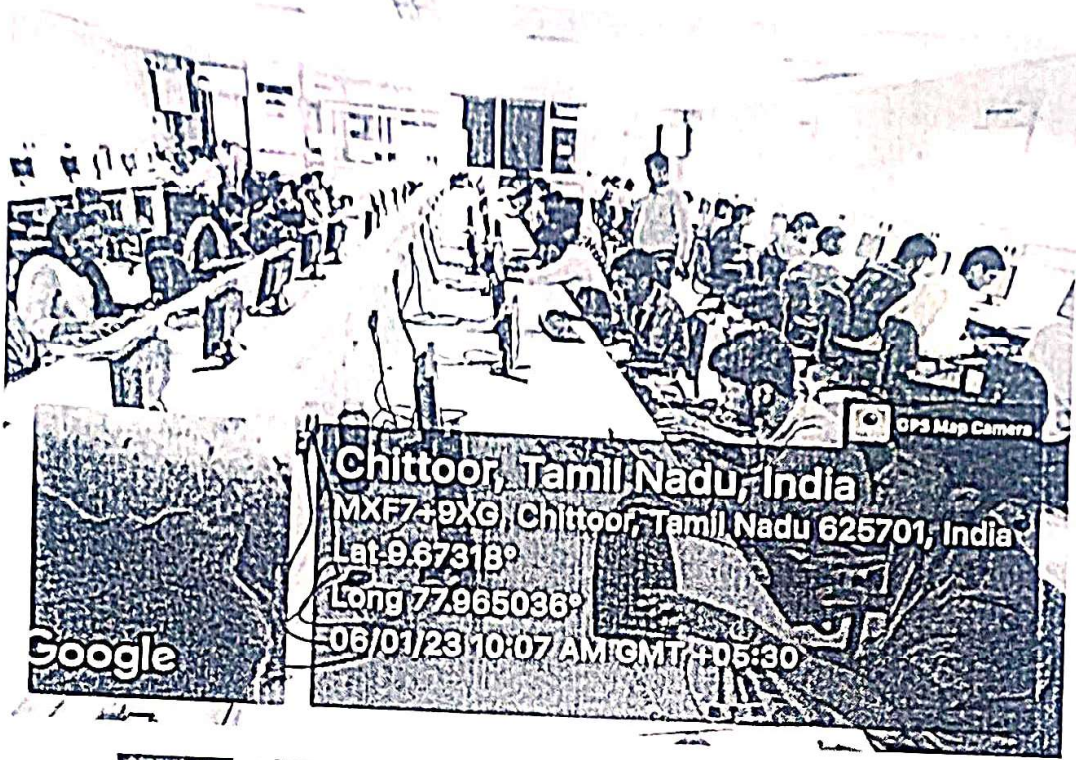 GPS Map Camera
Chittoor, Tamil Nadu, India
MXF7+9XG, Chittoor, Tamil Nadu 625701, India
Lat 9.67318°
Long 77.965036°
06/01/23 10:07 AM GMT +05:30
Google